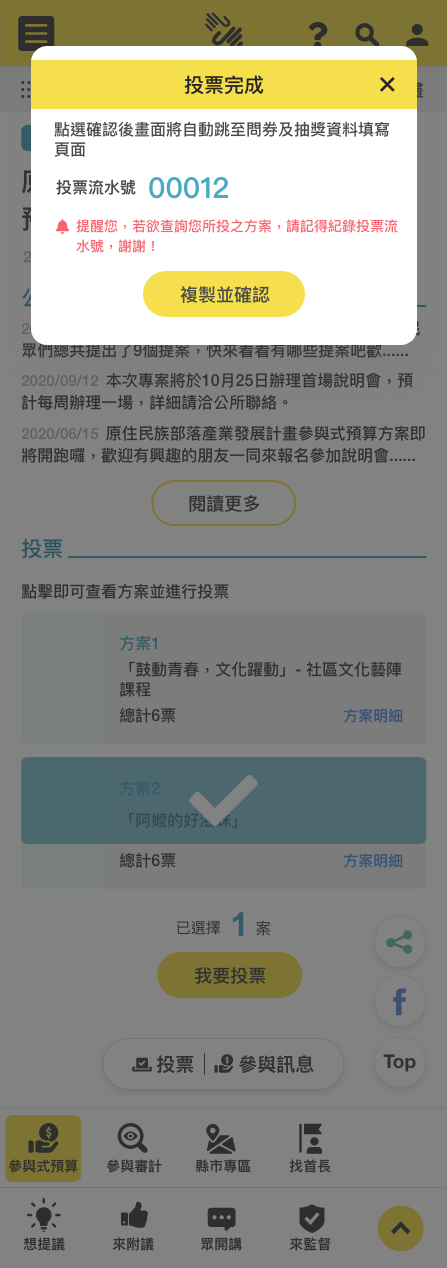 投票完成
點選確認後畫面將自動跳至問券及抽獎資料填寫
頁面
投票流水號 00012
提醒您，若欲查詢您所投之方案，請記得紀錄投票流
水號，謝謝！
複製並確認
眾們總共提出了9個提案，快來看看有哪些提案吧歡......
2020/09/12 本次專案將於10月25日辦理首場說明會，預
計每周辦理一場，詳細請洽公所聯絡。
2020/06/15 原住民族部落產業發展計畫參與式預算方案即
將開跑囉，歡迎有興趣的朋友一同來報名參加說明會......
閱讀更多
投票
點擊即可查看方案並進行投票
方案1
「鼓動青春，文化躍動」- 社區文化藝陣
課程
總計6票 方案明細
方案2
「阿嬤的好滋味」
總計6票 方案明細
已選擇 1 案
我要投票
投票 參與訊息
Top
參與式預算 參與審計 縣市專區 找首長
想提議 來附議 眾開講 來監督